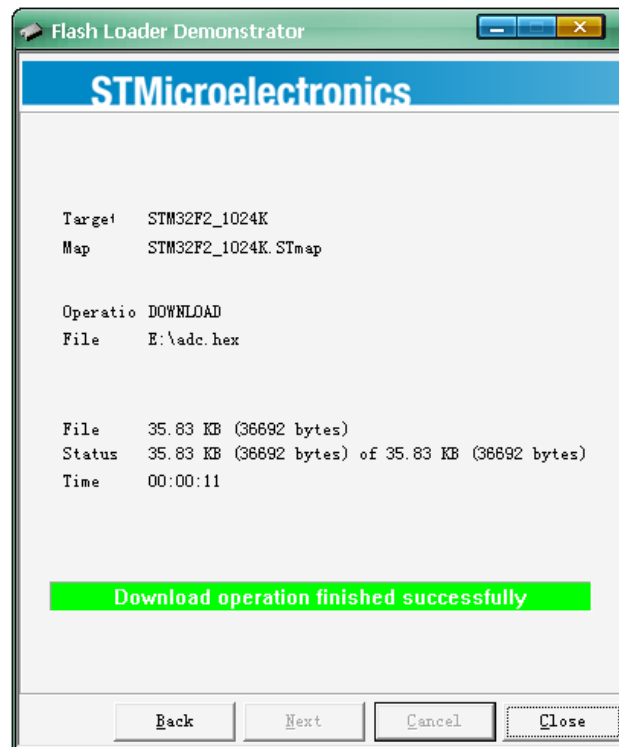 Flash Loader Demonstrator
STMicroelectronics
Target STM32F2_1024K
Map STM32F2_1024K.STmap
Operatio DOWNLOAD
File E:\adc.hex
File 35.83 KB (36692 bytes)
Status 35.83 KB (36692 bytes) of 35.83 KB (36692 bytes)
Time 00:00:11
Download operation finished successfully
Back Next Cancel Close